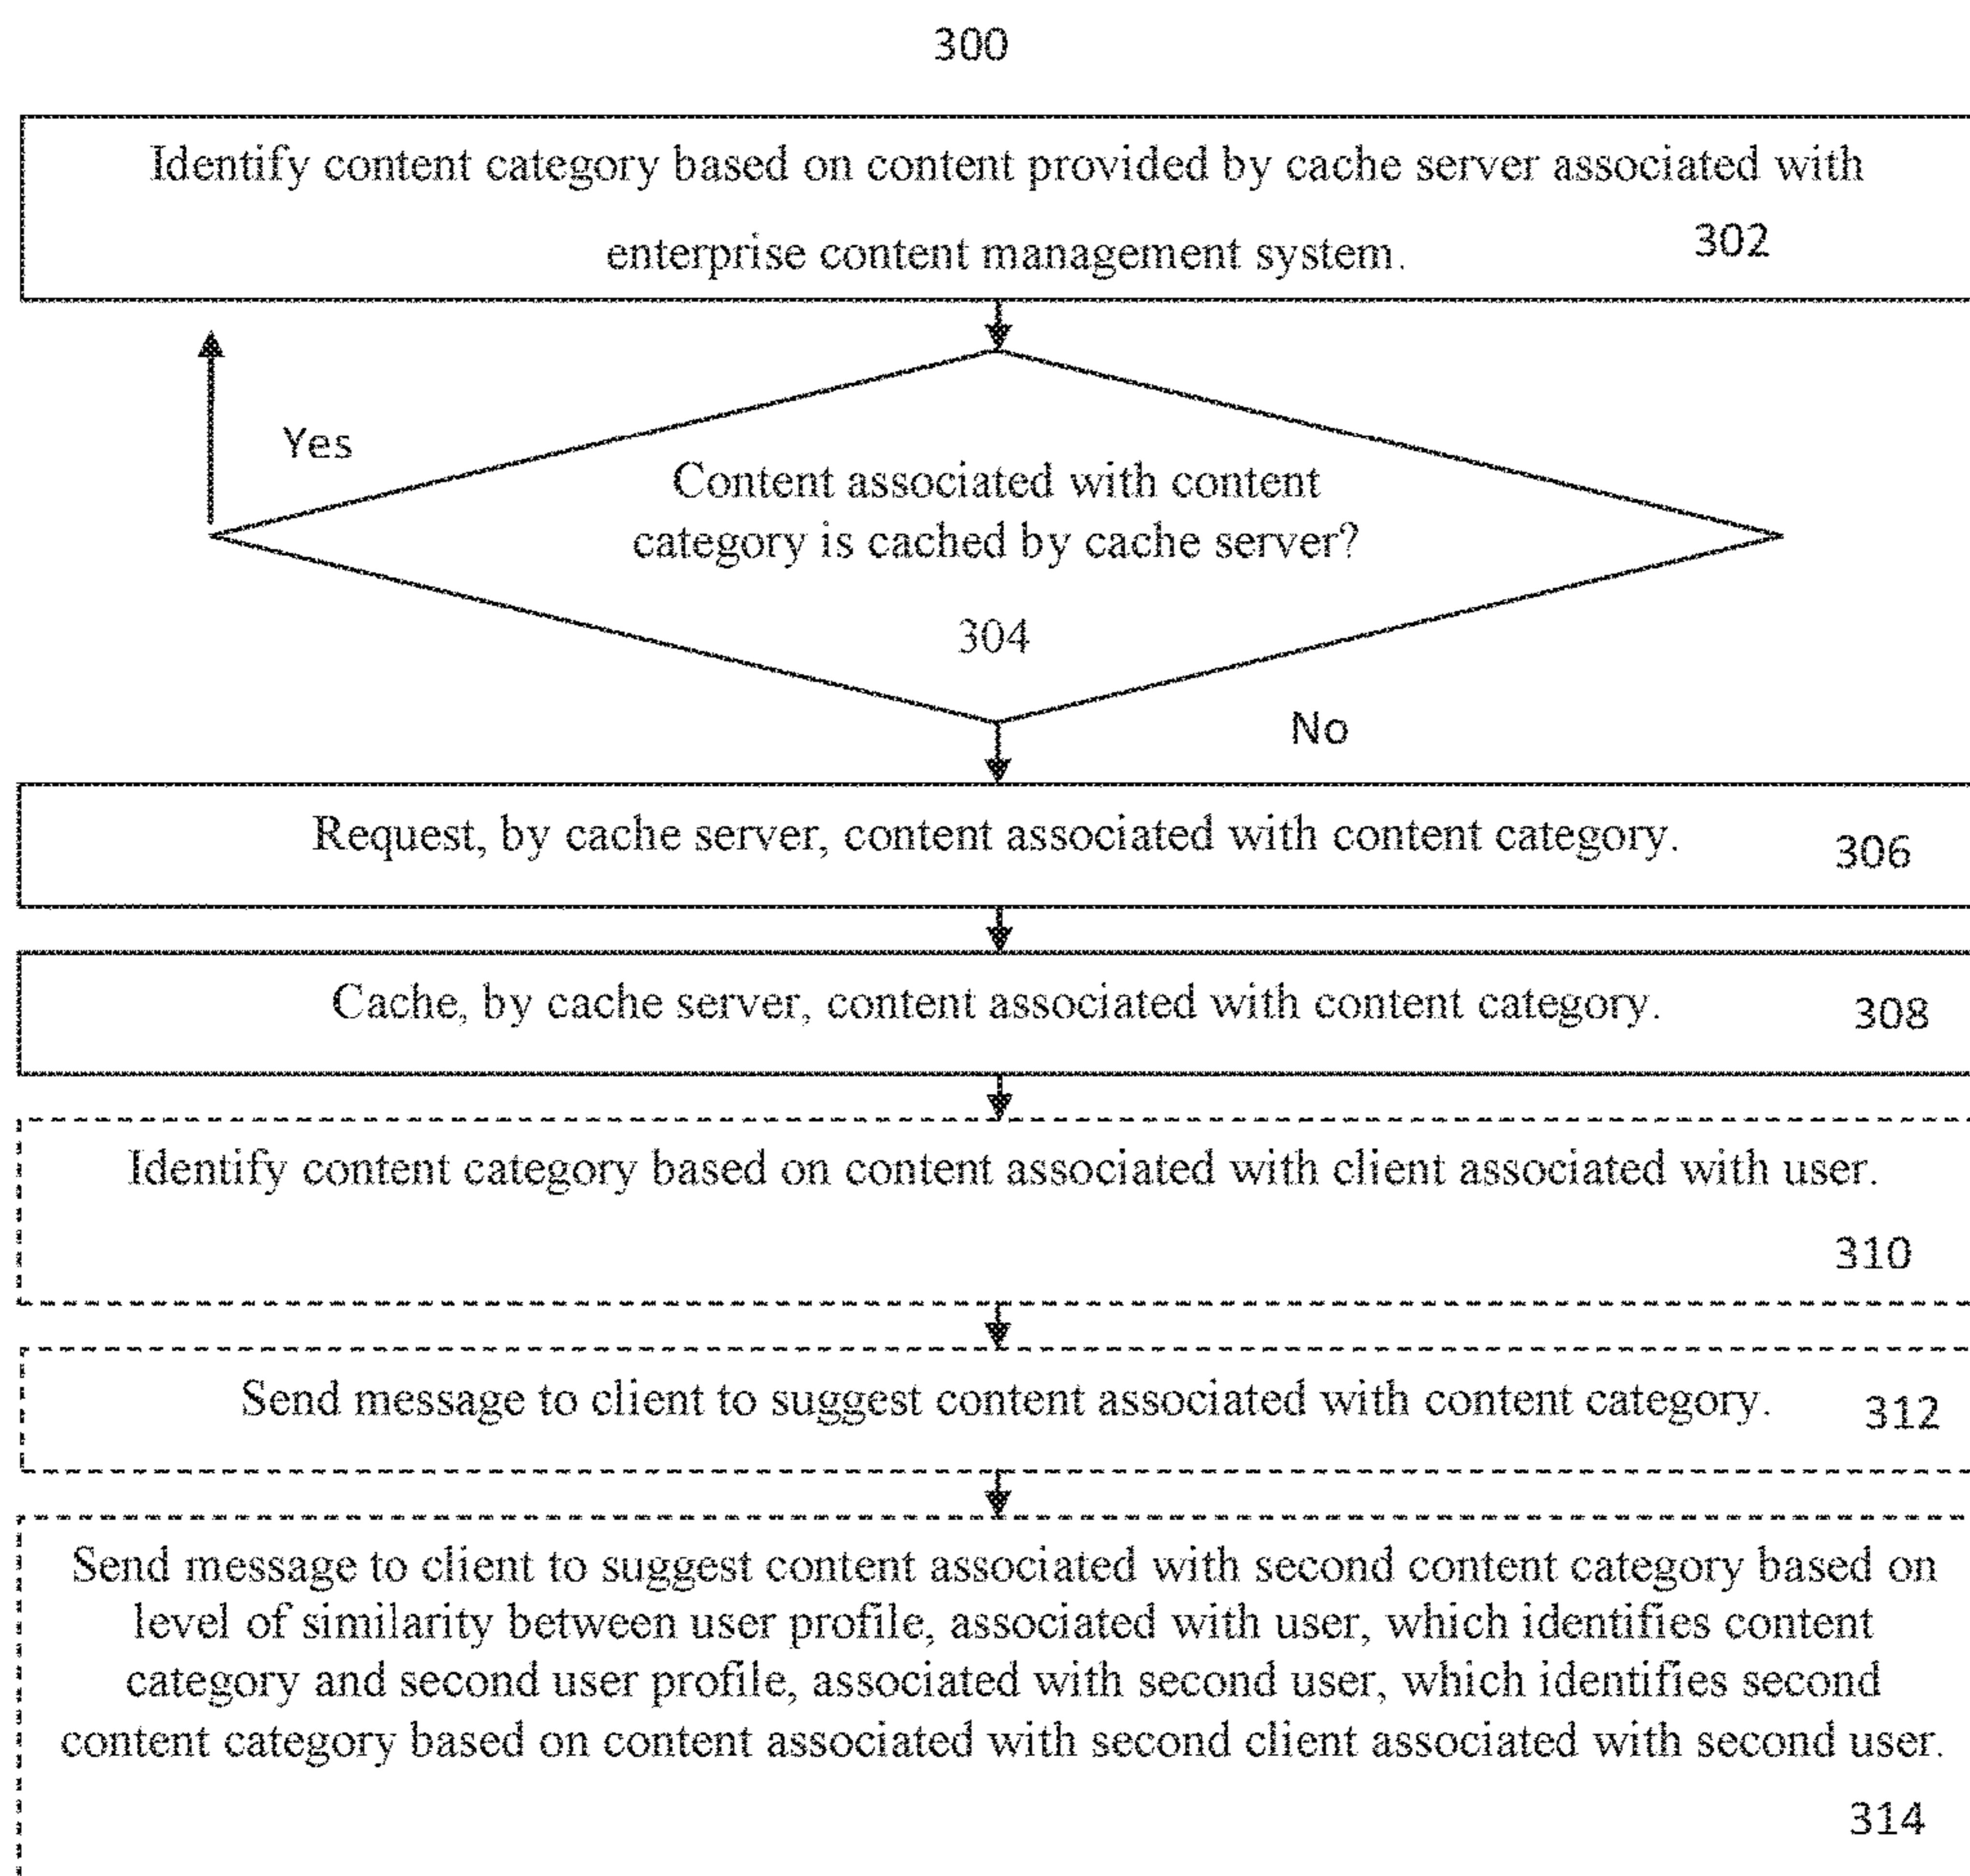 300
Identify content category based on content provided by cache server associated with
enterprise content management system.
302
Yes
Content associated with content
category is cached by cache server?
304
No
Request, by cache server, content associated with content category.
306
Cache, by cache server, content associated with content category.
308
Identify content category based on content associated with client associated with user.
310
Send message to client to suggest content associated with content category.
312
Send message to client to suggest content associated with second content category based on
level of similarity between user profile, associated with user, which identifies content
category and second user profile, associated with second user, which identifies second
content category based on content associated with second client associated with second user.
314